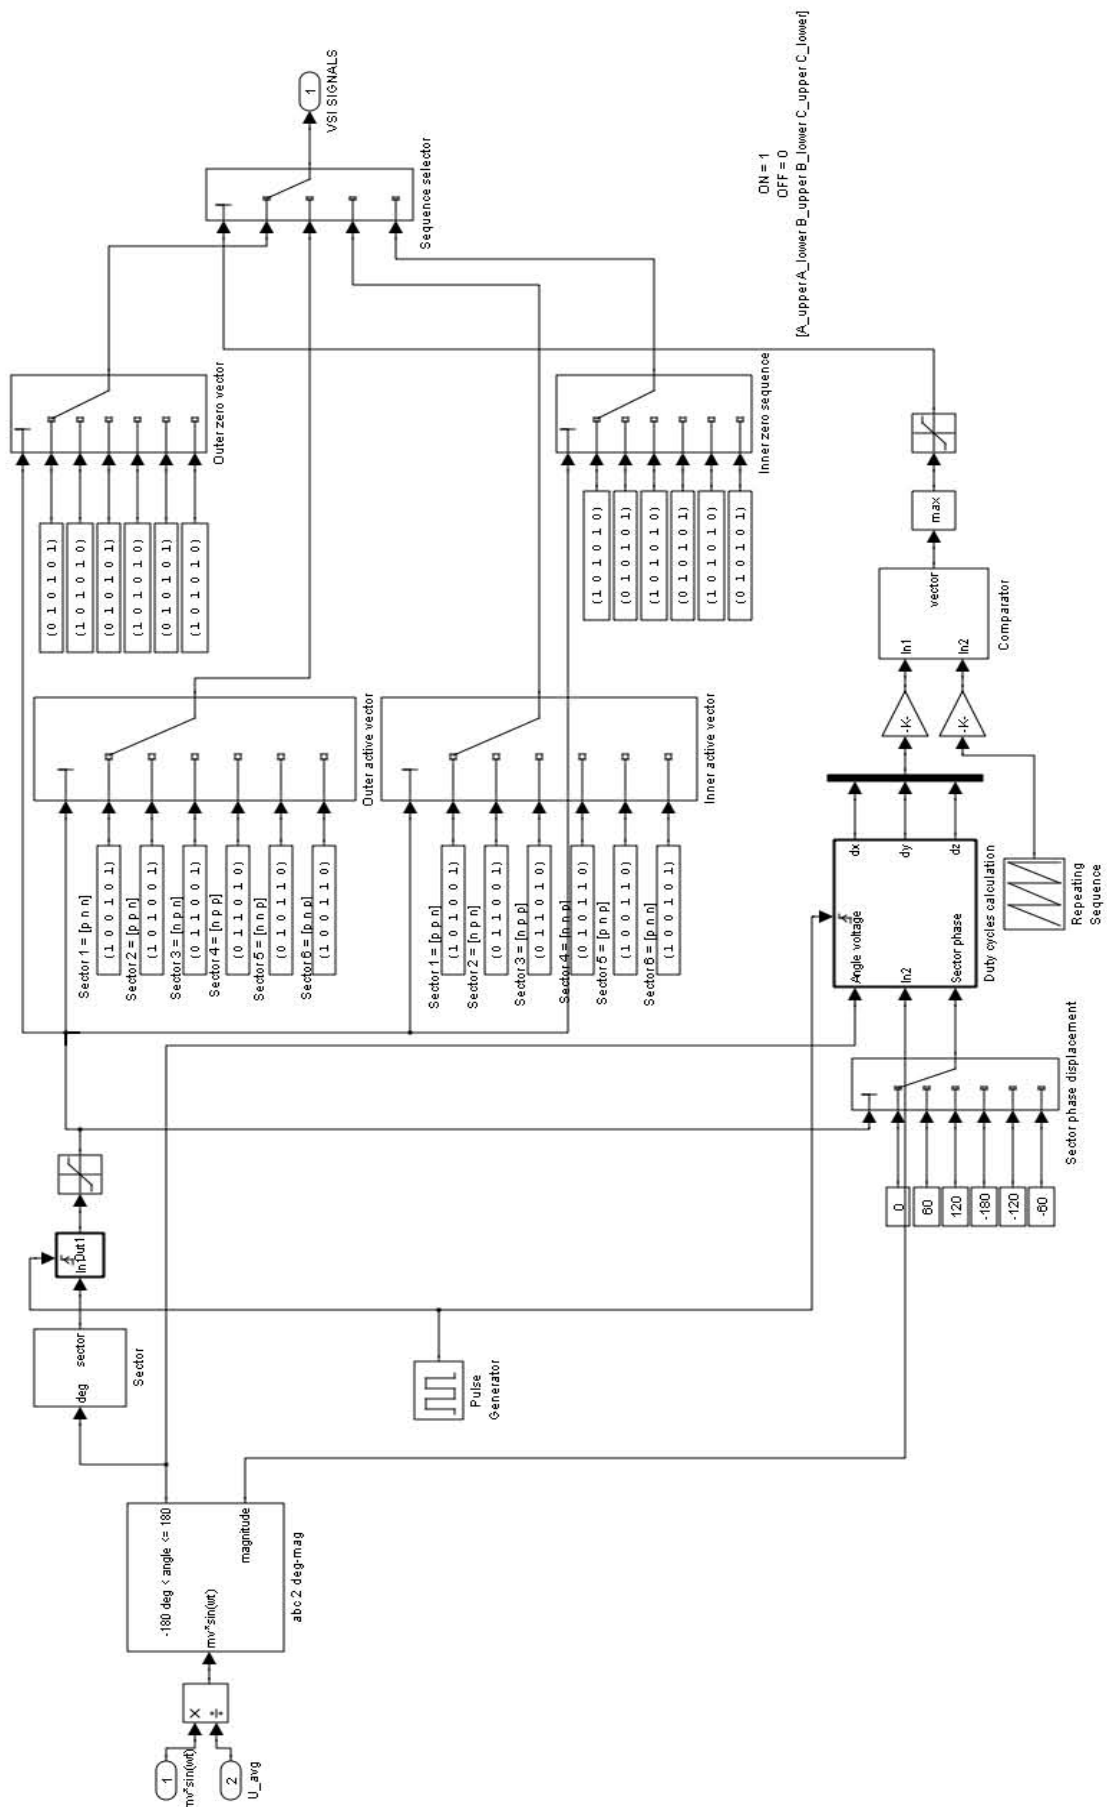 1
mv*sin(wt)
2
U_avg
×
÷
mv*sin(wt)
-180 deg < angle <= 180
magnitude
abc 2 deg-mag
deg
sector
Sector
In1
Out1
Pulse
Generator
Sector 1 = [p n n]
(1 0 0 1 0 1)
Sector 2 = [p p n]
(1 0 1 0 0 1)
Sector 3 = [n p n]
(0 1 1 0 0 1)
Sector 4 = [n p p]
(0 1 1 0 1 0)
Sector 5 = [n n p]
(0 1 0 1 1 0)
Sector 6= [p n p]
(1 0 0 1 1 0)
Outer active vector
Sector 1 = [p p n]
(1 0 1 0 0 1)
Sector 2 = [n p n]
(0 1 1 0 0 1)
Sector 3 = [n p p]
(0 1 1 0 1 0)
Sector 4 = [n n p]
(0 1 0 1 1 0)
Sector 5 = [p n p]
(1 0 0 1 1 0)
Sector 6 = [p n n]
(1 0 0 1 0 1)
Inner active vector
(0 1 0 1 0 1)
(1 0 1 0 1 0)
(0 1 0 1 0 1)
(1 0 1 0 1 0)
(0 1 0 1 0 1)
(1 0 1 0 1 0)
Outer zero vector
(1 0 1 0 1 0)
(0 1 0 1 0 1)
(1 0 1 0 1 0)
(0 1 0 1 0 1)
(1 0 1 0 1 0)
(0 1 0 1 0 1)
Inner zero sequence
Sequence selector
1
VSI SIGNALS
0
60
120
-180
-120
-60
Sector phase displacement
Angle voltage
In2
Sector phase
dx
dy
dz
Duty cycles calculation
Repeating
Sequence
-K-
-K-
In1
In2
vector
Comparator
max
ON = 1
OFF = 0
[A_upper A_lower B_upper B_lower C_upper C_lower]